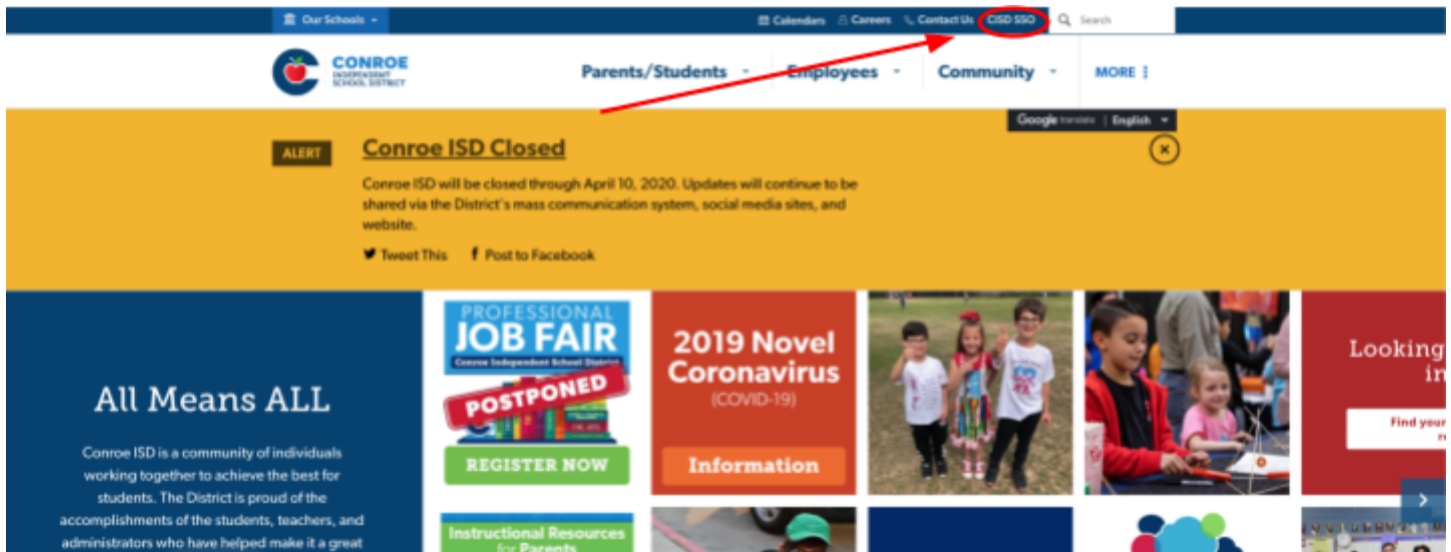 Our Schools
Calendars
Careers
Contact Us
CISD SSO
Search
CONROE
INDEPENDENT
SCHOOL DISTRICT
Parents/Students
Employees
Community
MORE
Google translate | English
ALERT
Conroe ISD Closed
Conroe ISD will be closed through April 10, 2020. Updates will continue to be
shared via the District's mass communication system, social media sites, and
website.
Tweet This
Post to Facebook
All Means ALL
Conroe ISD is a community of individuals
working together to achieve the best for
students. The District is proud of the
accomplishments of the students, teachers, and
administrators who have helped make it a great
PROFESSIONAL
JOB FAIR
Conroe Independent School District
POSTPONED
REGISTER NOW
2019 Novel
Coronavirus
(COVID-19)
Information
Looking
in
Find your
Instructional Resources
for Parents